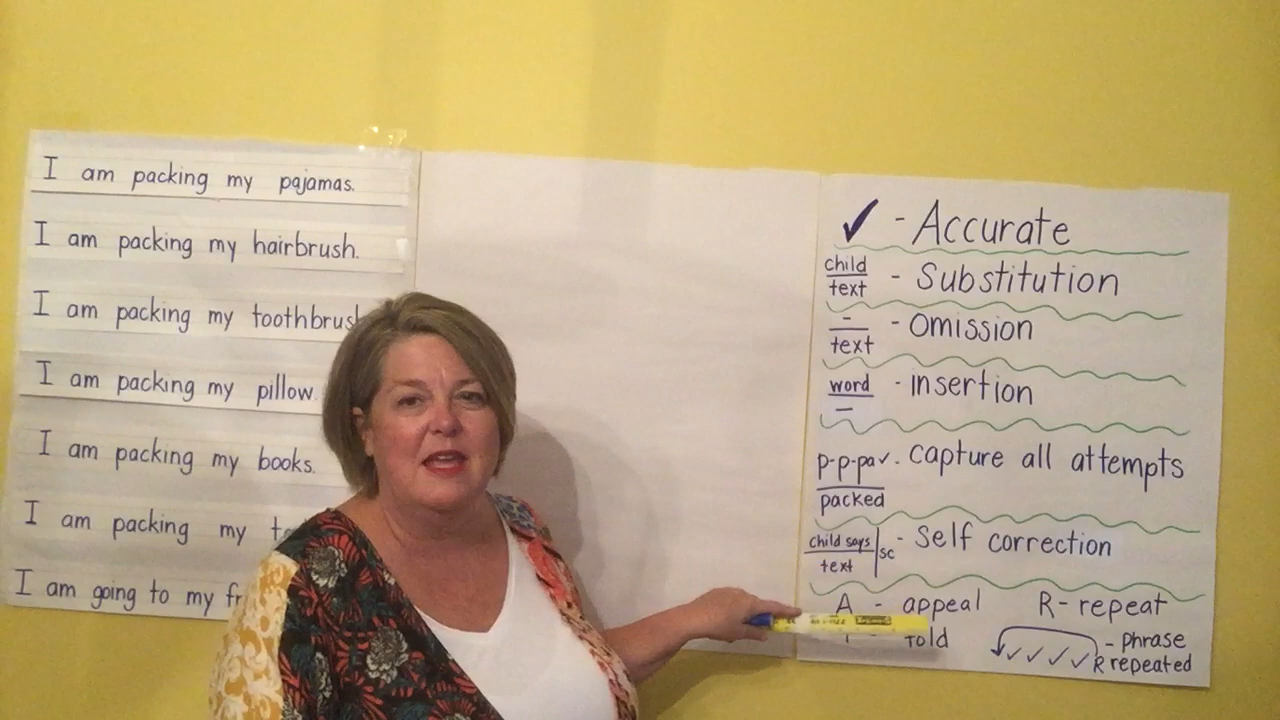 I am packing my pajamas.
I am packing my hairbrush.
I am packing my
I am packing my pillow.
I am packing my books.
I am packing my
I am going to my
✓ - Accurate
child
text - Substitution
-
text - Omission
word
- - insertion
p-p-pa✓ - capture all attempts
packed
child says
text | sc - Self correction
A - appeal R- repeat
Told
✓ ✓ ✓ ✓ R - phrase
repeated